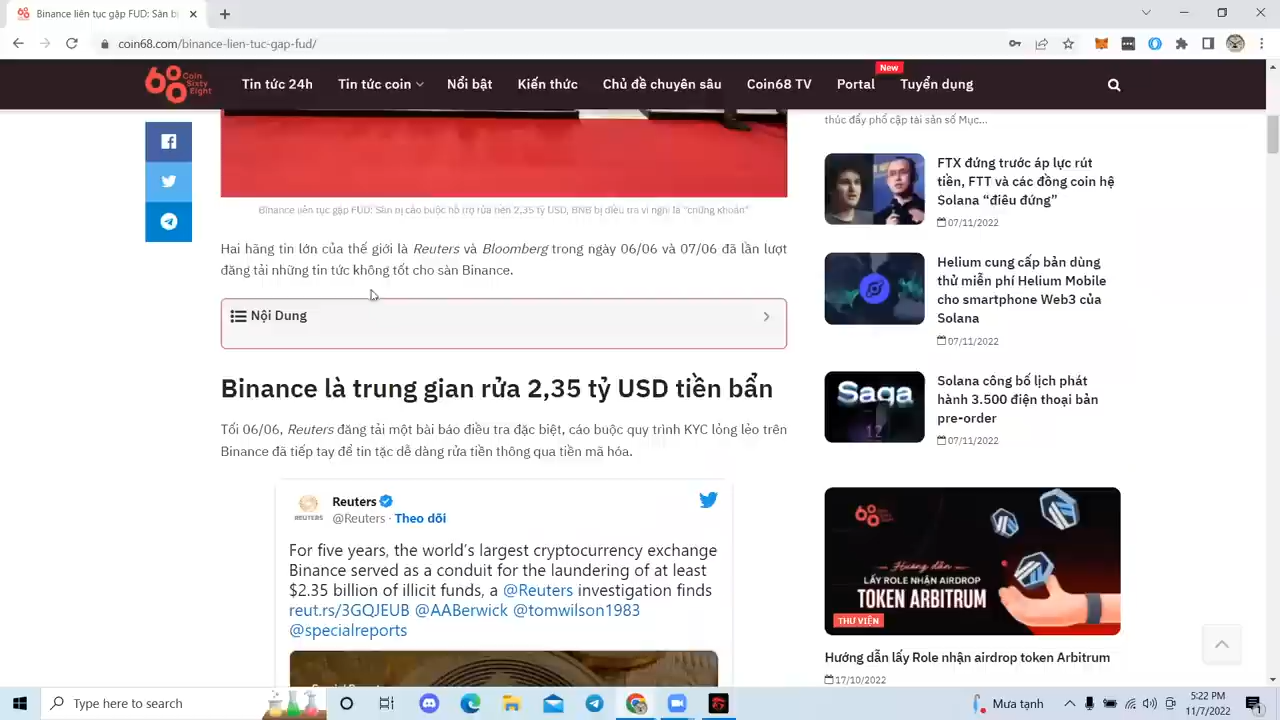 Binance liên tục gặp FUD: Sàn b
coin68.com/binance-lien-tuc-gap-fud/
68 Coin Sixty Eight
Tin tức 24h
Tin tức coin
Nổi bật
Kiến thức
Chủ đề chuyên sâu
Coin68 TV
Portal
New
Tuyển dụng
Binance liên tục gặp FUD: Sàn bị cáo buộc hỗ trợ rửa tiền 2,35 tỷ USD, BNB bị điều tra vì nghi là "chứng khoán"
Hai hãng tin lớn của thế giới là Reuters và Bloomberg trong ngày 06/06 và 07/06 đã lần lượt
đăng tải những tin tức không tốt cho sàn Binance.
Nội Dung
Binance là trung gian rửa 2,35 tỷ USD tiền bẩn
Tối 06/06, Reuters đăng tải một bài báo điều tra đặc biệt, cáo buộc quy trình KYC lỏng lẻo trên
Binance đã tiếp tay để tin tặc dễ dàng rửa tiền thông qua tiền mã hóa.
REUTERS
Reuters
@Reuters · Theo dõi
For five years, the world's largest cryptocurrency exchange
Binance served as a conduit for the laundering of at least
$2.35 billion of illicit funds, a @Reuters investigation finds
reut.rs/3GQJEUB @AABerwick @tomwilson1983
@specialreports
thúc đẩy phổ cập tài sản số Mục...
FTX đứng trước áp lực rút
tiền, FTT và các đồng coin hệ
Solana “điêu đứng”
07/11/2022
Helium cung cấp bản dùng
thử miễn phí Helium Mobile
cho smartphone Web3 của
Solana
07/11/2022
Saga
Solana công bố lịch phát
hành 3.500 điện thoại bản
pre-order
07/11/2022
68
Hướng dẫn
LẤY ROLE NHẬN AIRDROP
TOKEN ARBITRUM
THƯ VIỆN
Hướng dẫn lấy Role nhận airdrop token Arbitrum
17/10/2022
Type here to search
Mưa tạnh
5:22 PM
11/7/2022
1